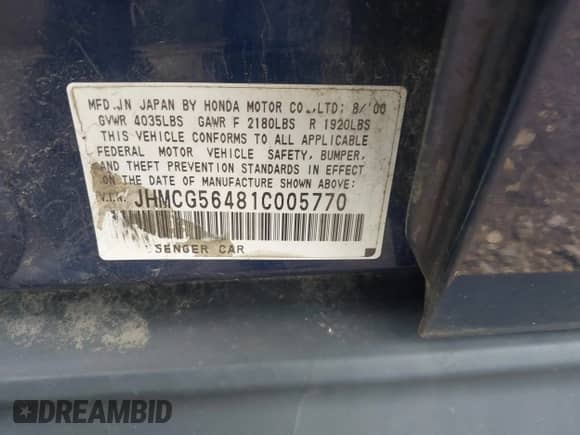 MFD.IN JAPAN BY HONDA MOTOR CO.,LTD: 8/'00
GVWR 4035LBS GAWR F 2180LBS R 1920LBS
THIS VEHICLE CONFORMS TO ALL APPLICABLE
FEDERAL MOTOR VEHICLE SAFETY, BUMPER,
AND THEFT PREVENTION STANDARDS IN EFFECT
ON THE DATE OF MANUFACTURE SHOWN ABOVE:
V.I.N. JHMCG56481C005770
SENGER CAR
DREAMBID